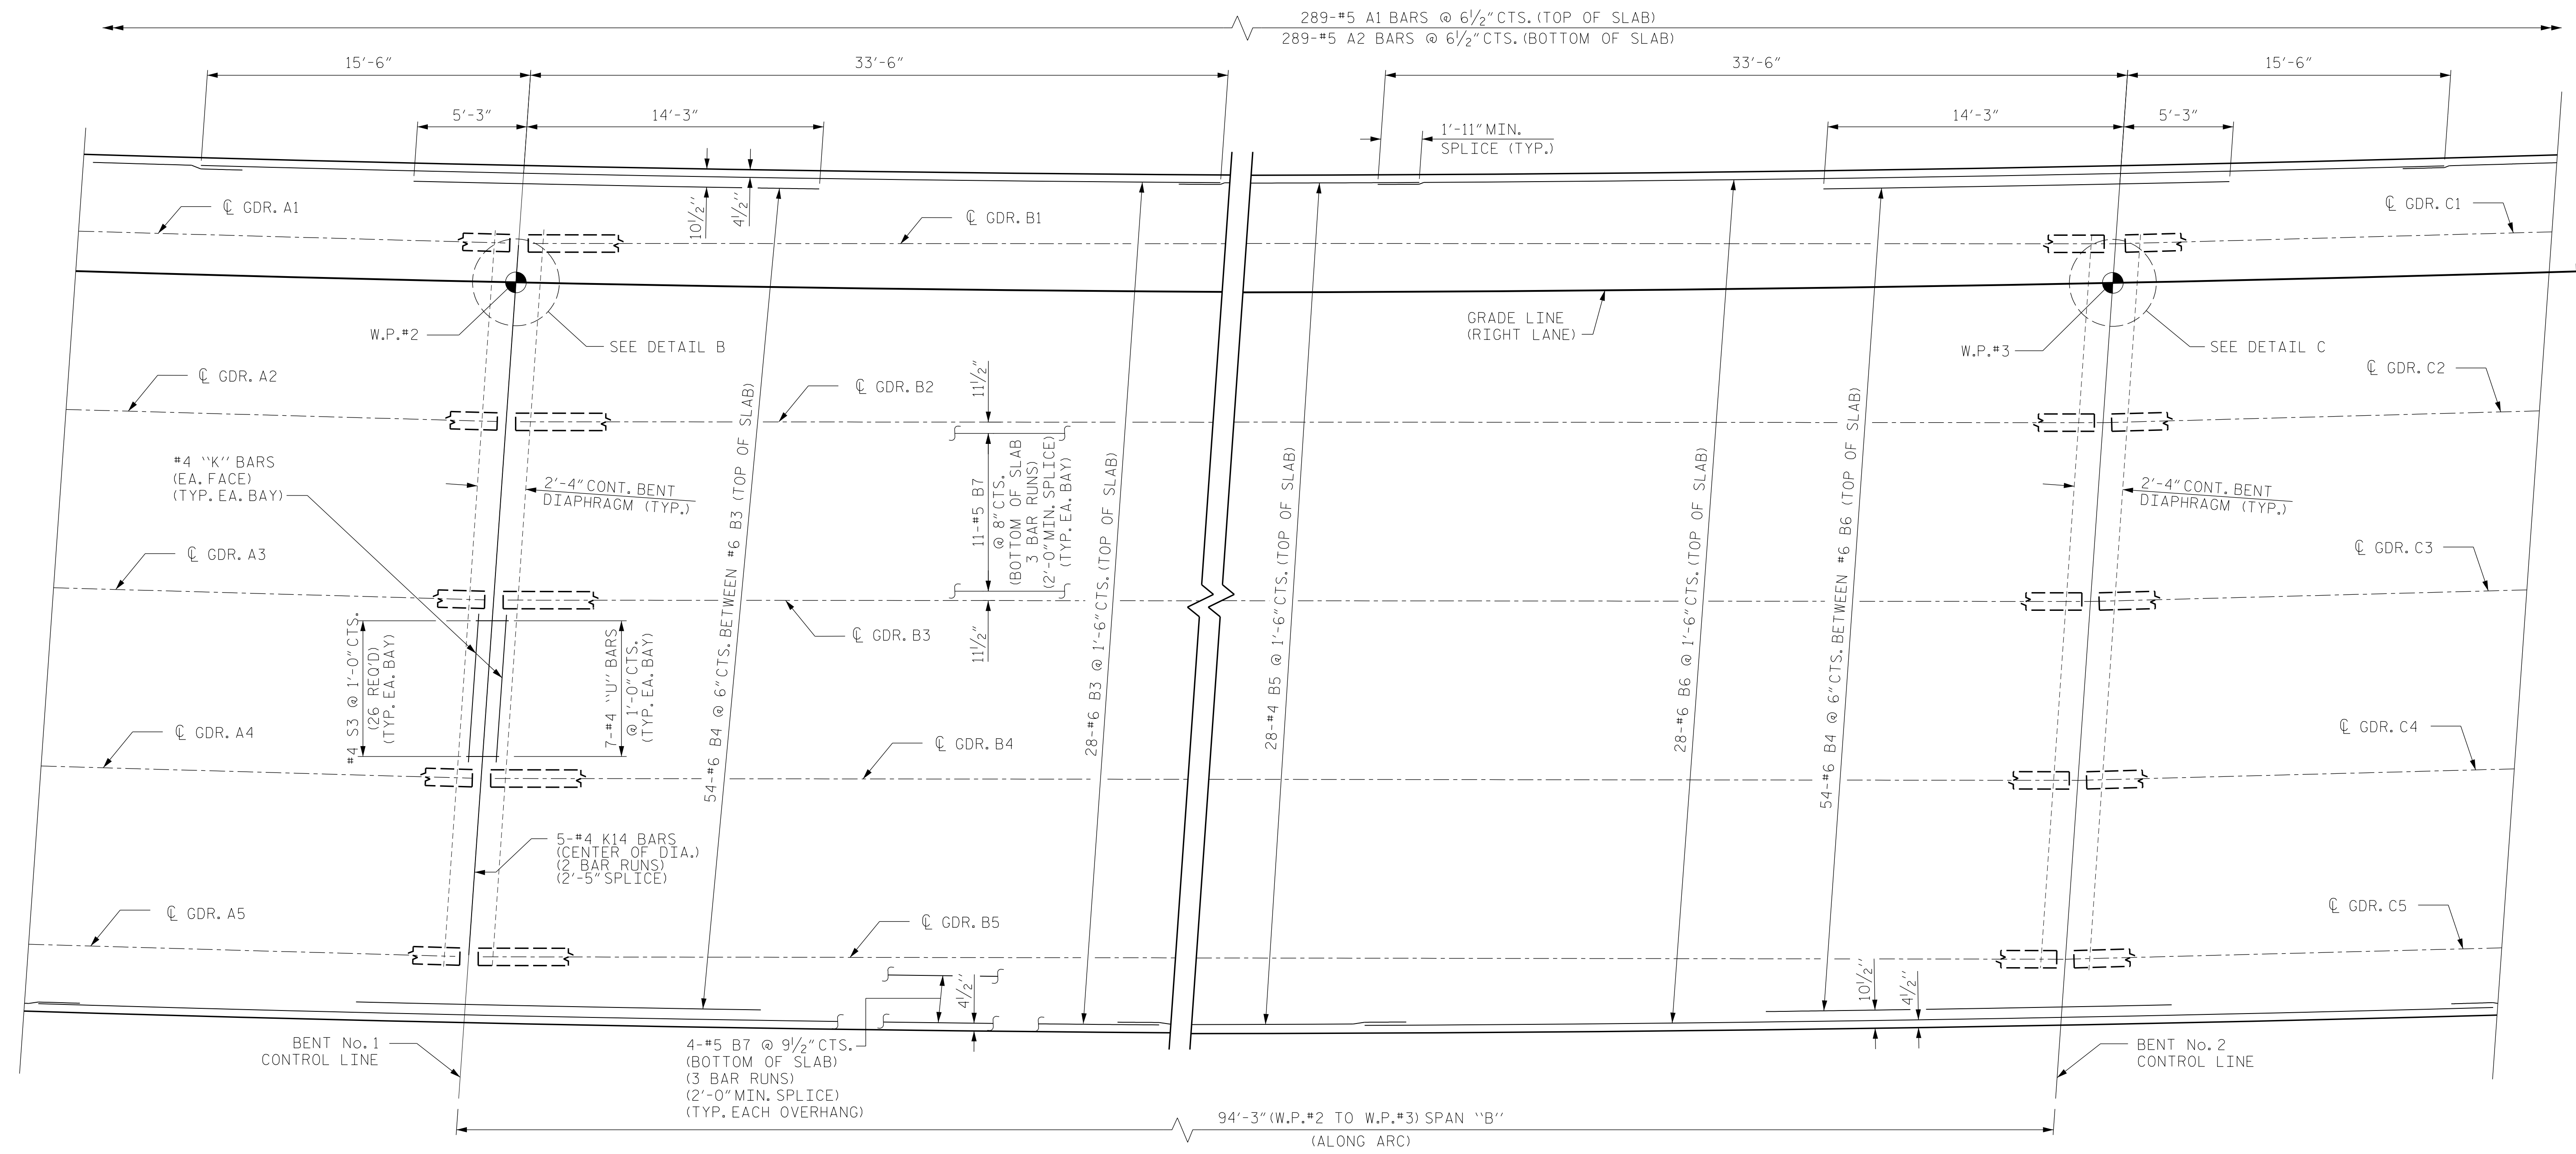 289-#5 A1 BARS @ 6½" CTS. (TOP OF SLAB)
289-#5 A2 BARS @ 6½" CTS. (BOTTOM OF SLAB)
15'-6"
33'-6"
33'-6"
15'-6"
5'-3"
14'-3"
1'-11" MIN.
SPLICE (TYP.)
14'-3"
5'-3"
10½"
4½"
℄ GDR. A1
℄ GDR. B1
℄ GDR. C1
W.P.#2
SEE DETAIL B
GRADE LINE
(RIGHT LANE)
W.P.#3
SEE DETAIL C
℄ GDR. A2
℄ GDR. B2
11½"
℄ GDR. C2
#4 "K" BARS
(EA. FACE)
(TYP. EA. BAY)
2'-4" CONT. BENT
DIAPHRAGM (TYP.)
54-#6 B4 @ 6" CTS. BETWEEN #6 B3 (TOP OF SLAB)
11-#5 B7
@ 8" CTS.
(BOTTOM OF SLAB
3 BAR RUNS)
(2'-0" MIN. SPLICE)
(TYP. EA. BAY)
28-#6 B3 @ 1'-6" CTS. (TOP OF SLAB)
28-#4 B5 @ 1'-6" CTS. (TOP OF SLAB)
28-#6 B6 @ 1'-6" CTS. (TOP OF SLAB)
54-#6 B4 @ 6" CTS. BETWEEN #6 B6 (TOP OF SLAB)
2'-4" CONT. BENT
DIAPHRAGM (TYP.)
℄ GDR. A3
℄ GDR. B3
11½"
℄ GDR. C3
#4 S3 @ 1'-0" CTS.
(26 REQ'D)
(TYP. EA. BAY)
7-#4 "U" BARS
@ 1'-0" CTS.
(TYP. EA. BAY)
℄ GDR. A4
℄ GDR. B4
℄ GDR. C4
5-#4 K14 BARS
(CENTER OF DIA.)
(2 BAR RUNS)
(2'-5" SPLICE)
℄ GDR. A5
℄ GDR. B5
℄ GDR. C5
4½"
10½"
4½"
BENT No. 1
CONTROL LINE
4-#5 B7 @ 9½" CTS.
(BOTTOM OF SLAB)
(3 BAR RUNS)
(2'-0" MIN. SPLICE)
(TYP. EACH OVERHANG)
BENT No. 2
CONTROL LINE
94'-3" (W.P.#2 TO W.P.#3) SPAN "B"
(ALONG ARC)